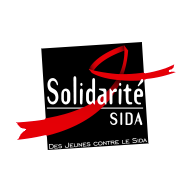 Solidarité
SIDA
Des Jeunes contre le Sida